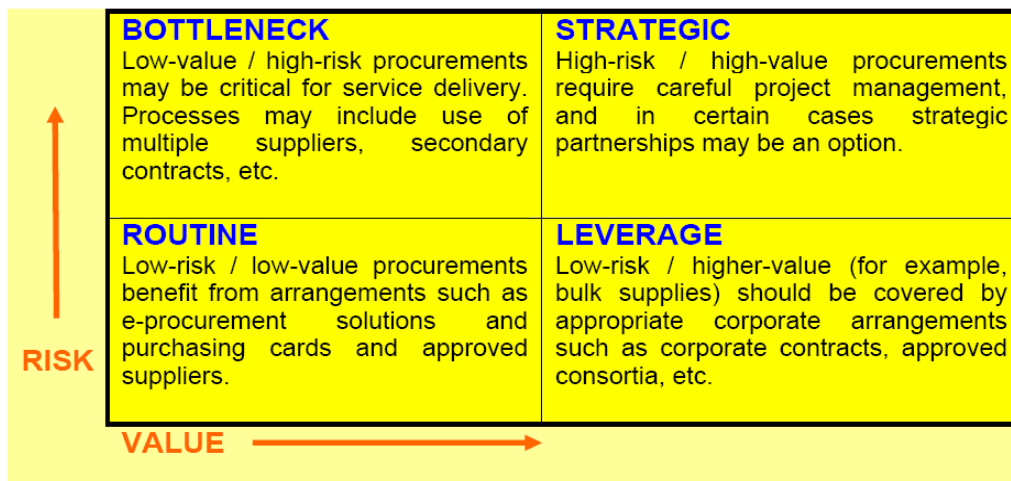 BOTTLENECK
Low-value / high-risk procurements
may be critical for service delivery.
Processes may include use of
multiple suppliers, secondary
contracts, etc.
STRATEGIC
High-risk / high-value procurements
require careful project management,
and in certain cases strategic
partnerships may be an option.
ROUTINE
Low-risk / low-value procurements
benefit from arrangements such as
e-procurement solutions and
purchasing cards and approved
suppliers.
LEVERAGE
Low-risk / higher-value (for example,
bulk supplies) should be covered by
appropriate corporate arrangements
such as corporate contracts, approved
consortia, etc.
RISK
VALUE